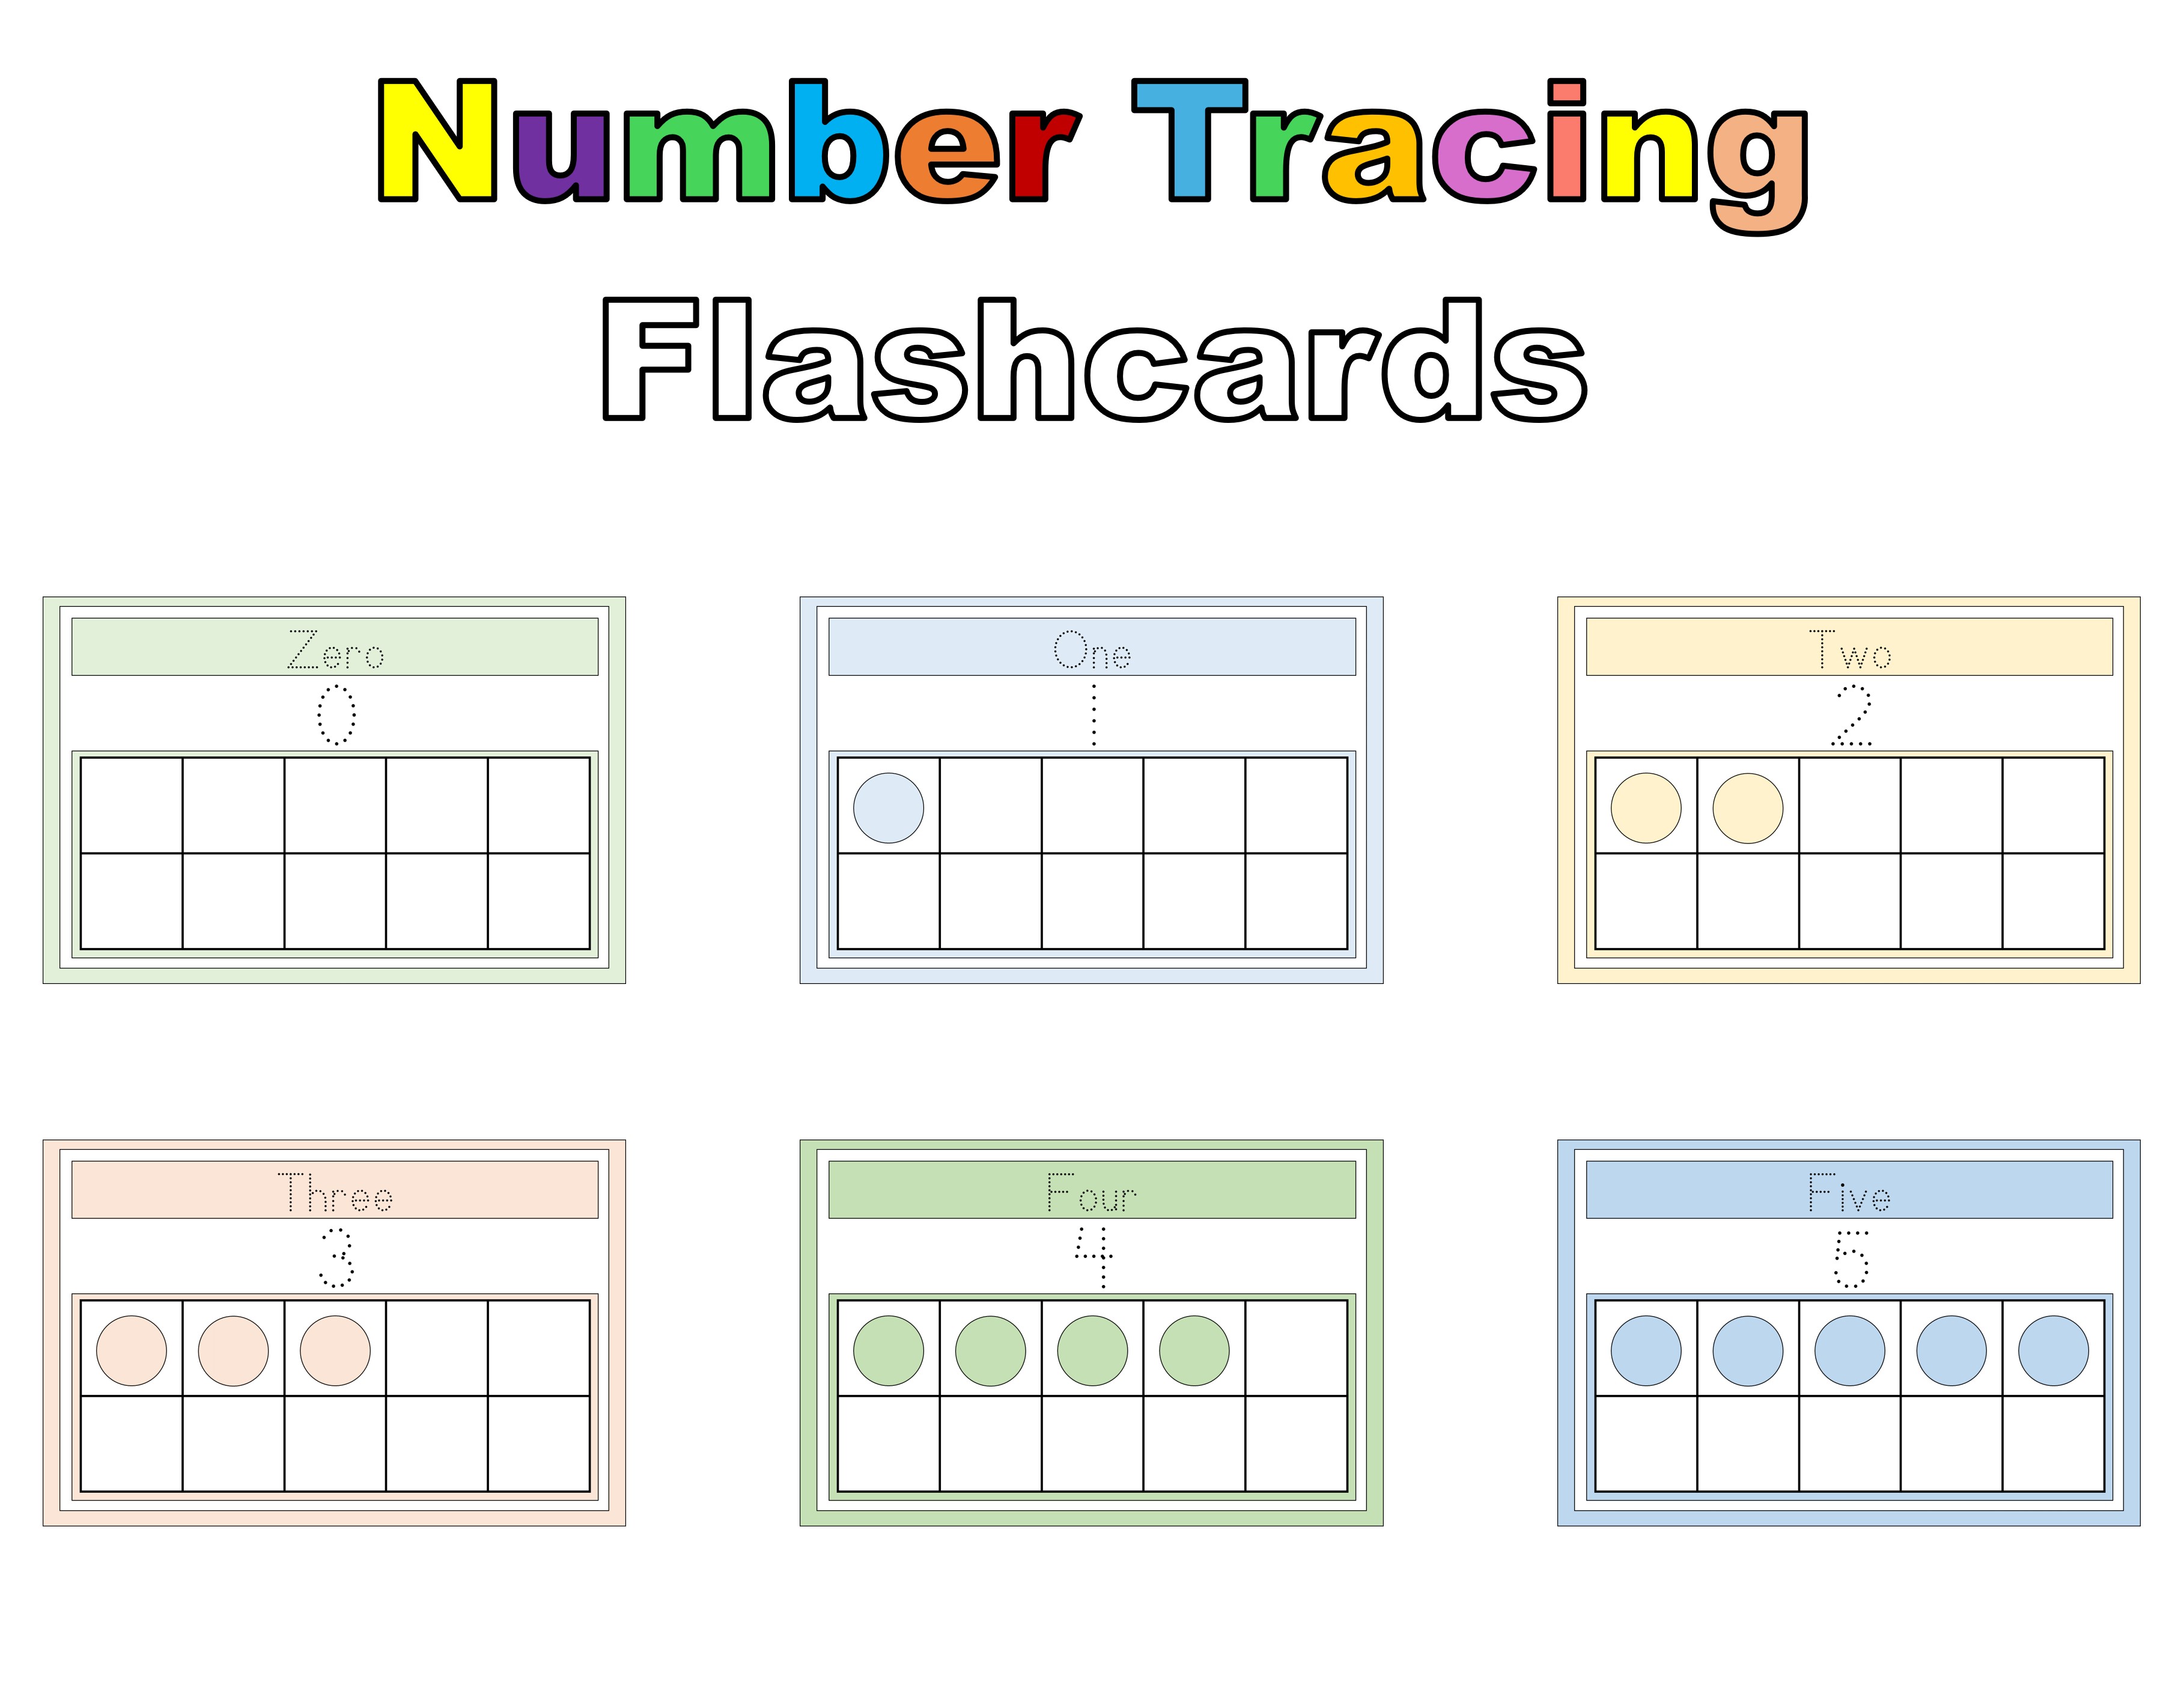 Number Tracing
Flashcards
Zero
0
One
1
Two
2
Three
3
Four
4
Five
5